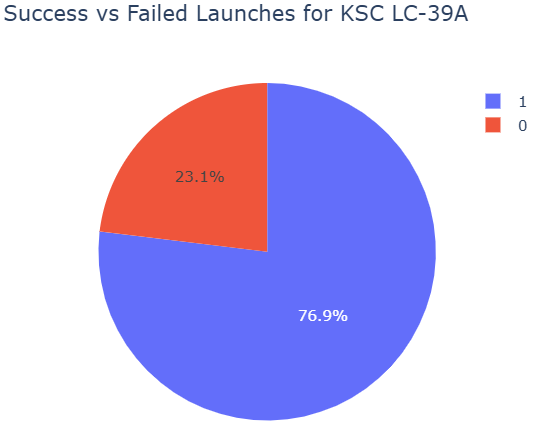 Success vs Failed Launches for KSC LC-39A
1
0
23.1%
76.9%